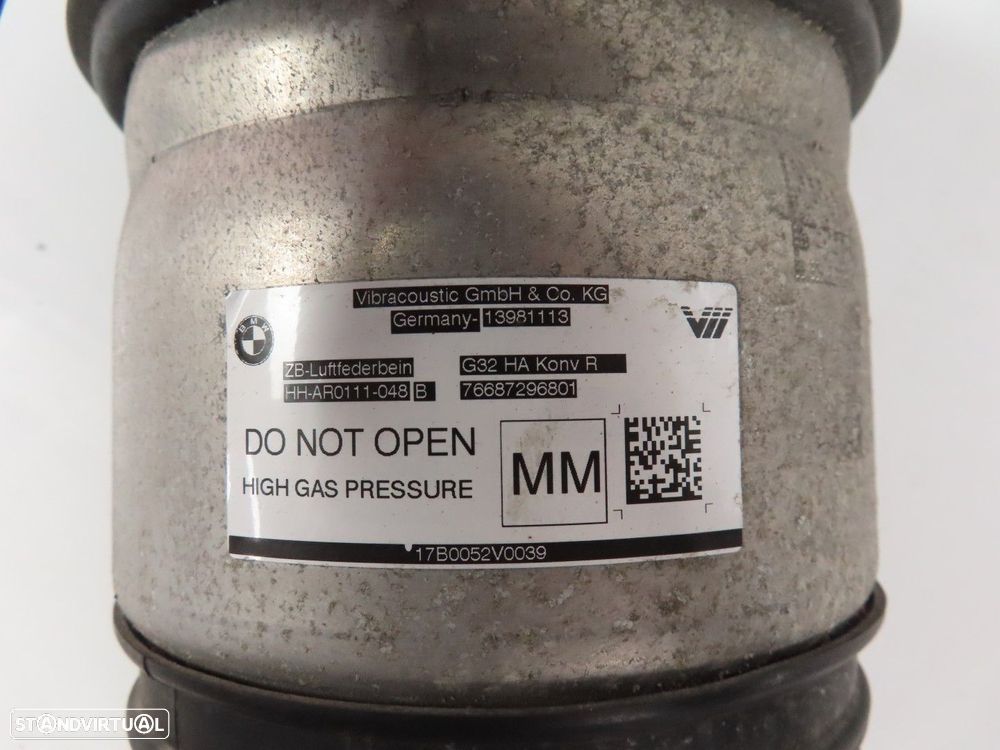 Vibracoustic GmbH & Co. KG
Germany- 13981113
BMW
ZB-Luftfederbein G32 HA Konv R
HH-AR0111-048 B 76687296801
DO NOT OPEN
HIGH GAS PRESSURE
MM
17B0052V0039
STANDVIRTUAL